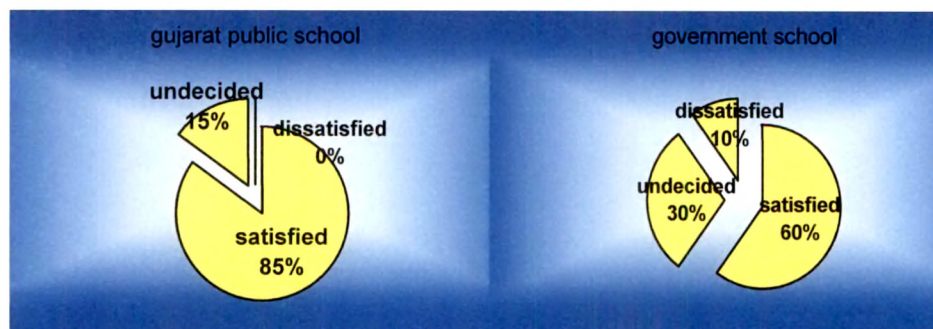 gujarat public school
undecided
15%
dissatisfied
0%
satisfied
85%
government school
dissatisfied
10%
undecided
30%
satisfied
60%